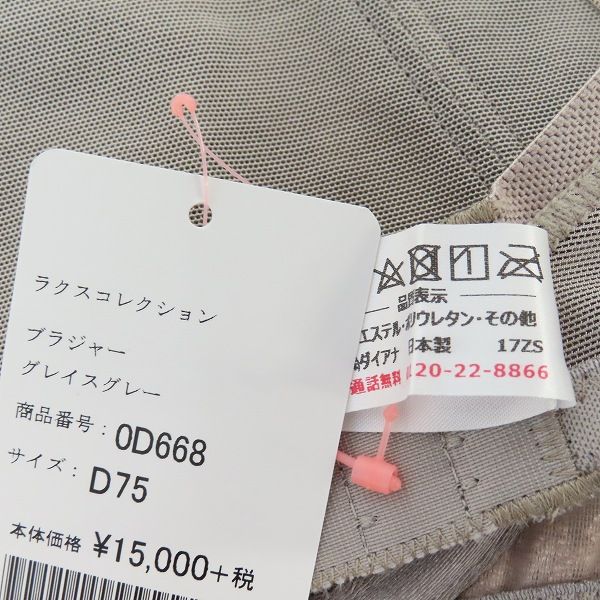 ラクスコレクション
ブラジャー
グレイスグレー
商品番号: 0D668
サイズ: D75
本体価格 ¥15,000+税
品質表示
エステル・ポリウレタン・その他
ダイアナ 日本製 17ZS
通話無料 120-22-8866